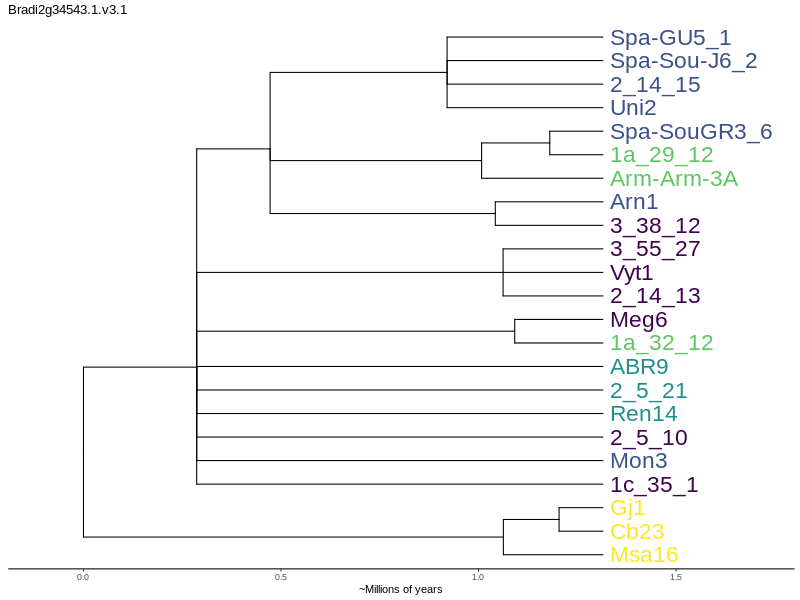 Bradi2g34543.1.v3.1
Spa-GU5_1
Spa-Sou-J6_2
2_14_15
Uni2
Spa-SouGR3_6
1a_29_12
Arm-Arm-3A
Arn1
3_38_12
3_55_27
Vyt1
2_14_13
Meg6
1a_32_12
ABR9
2_5_21
Ren14
2_5_10
Mon3
1c_35_1
Gj1
Cb23
Msa16
0.0 0.5 1.0 1.5
~Millions of years